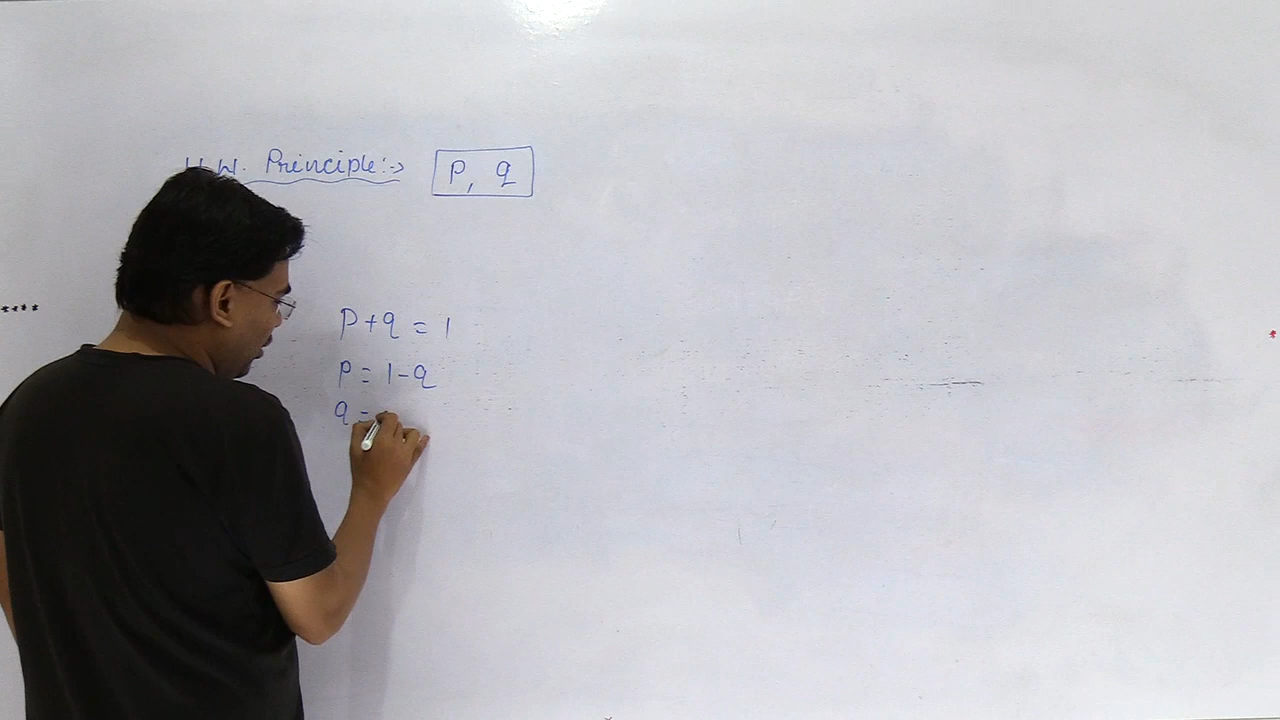 H.W. Principle:-> P, q
P+q = 1
P = 1-q
q =